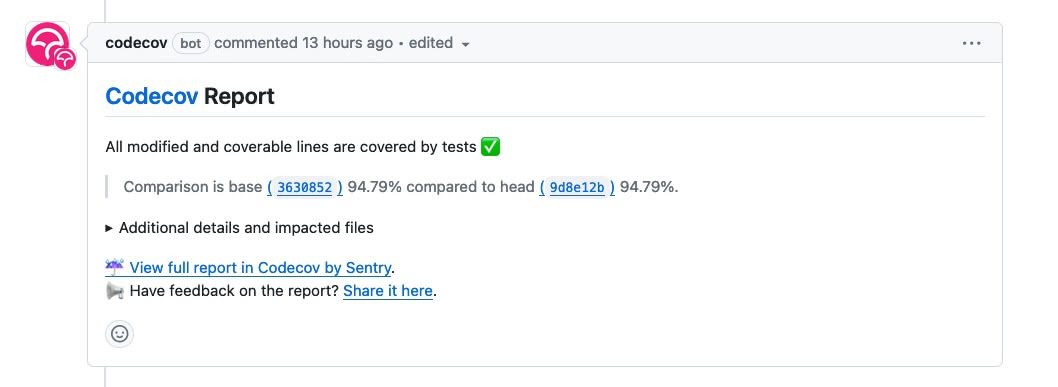 codecov bot commented 13 hours ago • edited
Codecov Report
All modified and coverable lines are covered by tests ✅
Comparison is base (3630852) 94.79% compared to head (9d8e12b) 94.79%.
▸ Additional details and impacted files
☔ View full report in Codecov by Sentry.
📢 Have feedback on the report? Share it here.